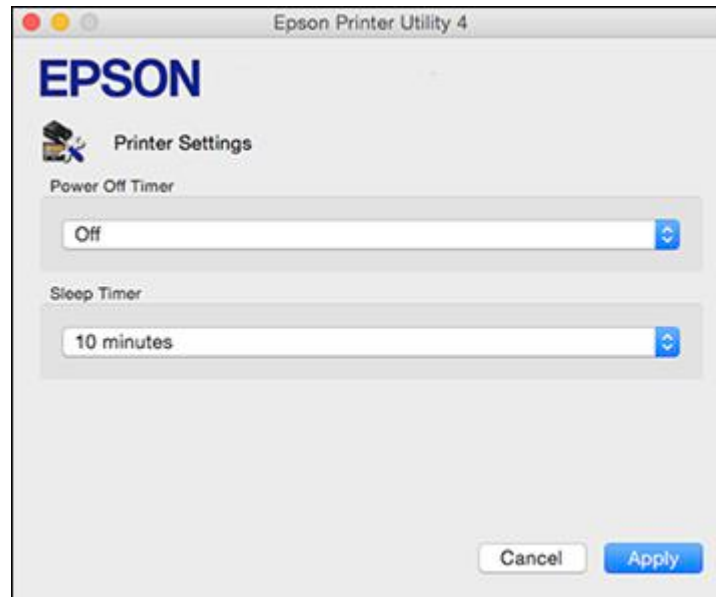 Epson Printer Utility 4
EPSON
Printer Settings
Power Off Timer
Off
Sleep Timer
10 minutes
Cancel Apply